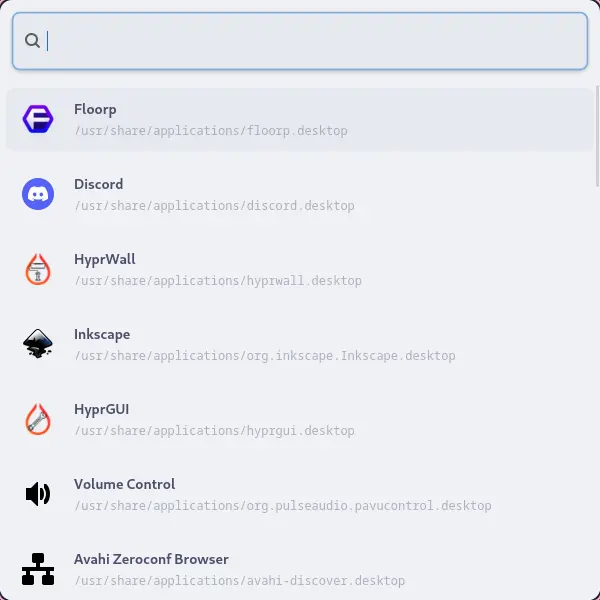 Floorp
/usr/share/applications/floorp.desktop
Discord
/usr/share/applications/discord.desktop
HyprWall
/usr/share/applications/hyprwall.desktop
Inkscape
/usr/share/applications/org.inkscape.Inkscape.desktop
HyprGUI
/usr/share/applications/hyprgui.desktop
Volume Control
/usr/share/applications/org.pulseaudio.pavucontrol.desktop
Avahi Zeroconf Browser
/usr/share/applications/avahi-discover.desktop